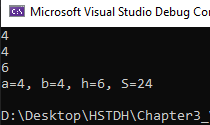 Microsoft Visual Studio Debug Con
4
4
6
a=4, b=4, h=6, S=24
D:\Desktop\HSTDH\Chapter3_